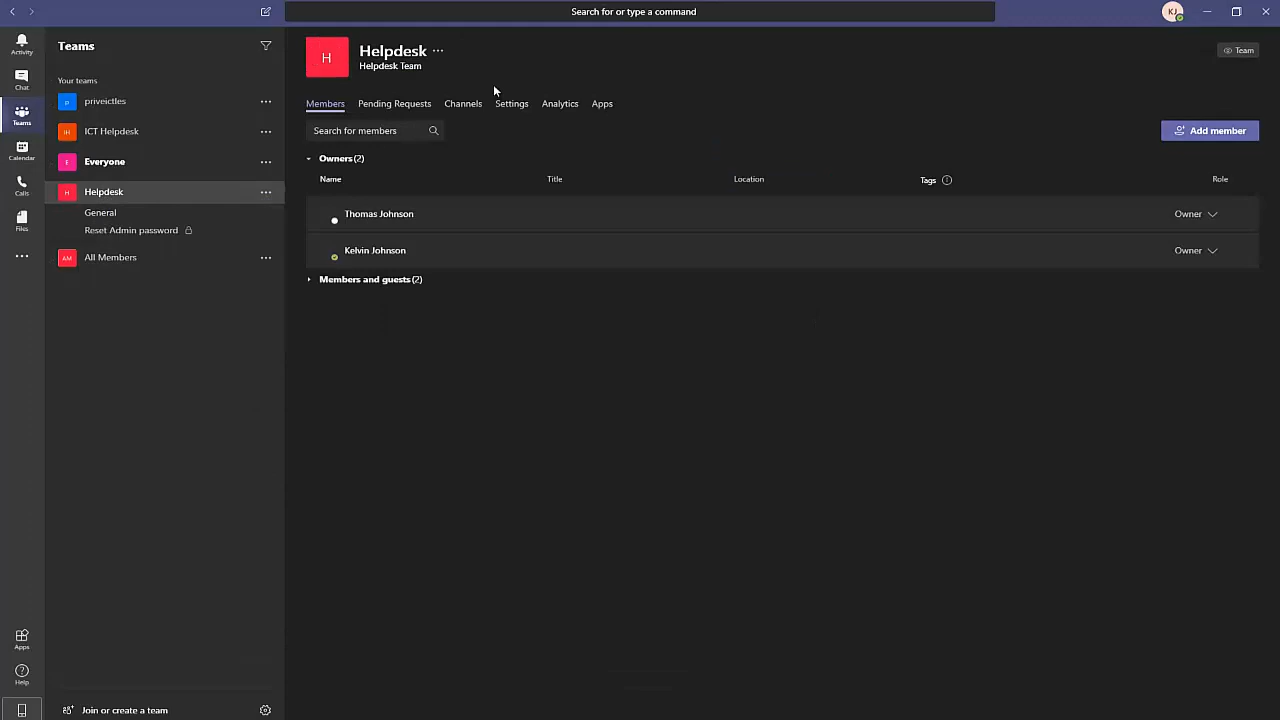 Search for or type a command
KJ
Activity
Chat
Teams
Calendar
Calls
Files
Apps
Help
Teams
Your teams
p priveictles
IH ICT Helpdesk
E Everyone
H Helpdesk
General
Reset Admin password
AM All Members
Join or create a team
H
Helpdesk ...
Helpdesk Team
Team
Members Pending Requests Channels Settings Analytics Apps
Search for members
Add member
Owners (2)
Name Title Location Tags Role
Thomas Johnson Owner
Kelvin Johnson Owner
Members and guests (2)